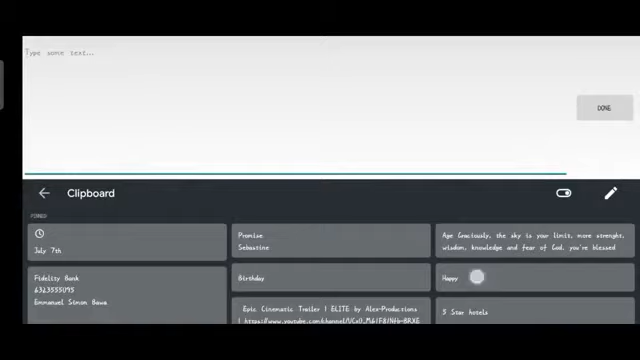 Type some text...
DONE
Clipboard
PINNED
July 7th
Promise
Sebastine
Age Graciously, the sky is your limit, more strenght,
wisdom, knowledge and fear of God, you're blessed
Fidelity Bank
6323555095
Emmanuel Simon Bawa
Birthday
Happy
Epic Cinematic Trailer | ELITE by Alex-Productions
5 Star hotels